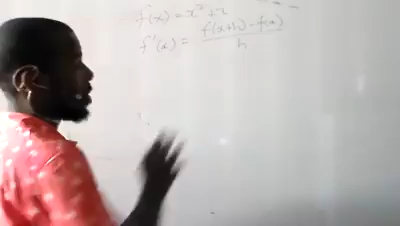 f(x) = x² + 2
f'(x) = f(x+h) - f(x) / h